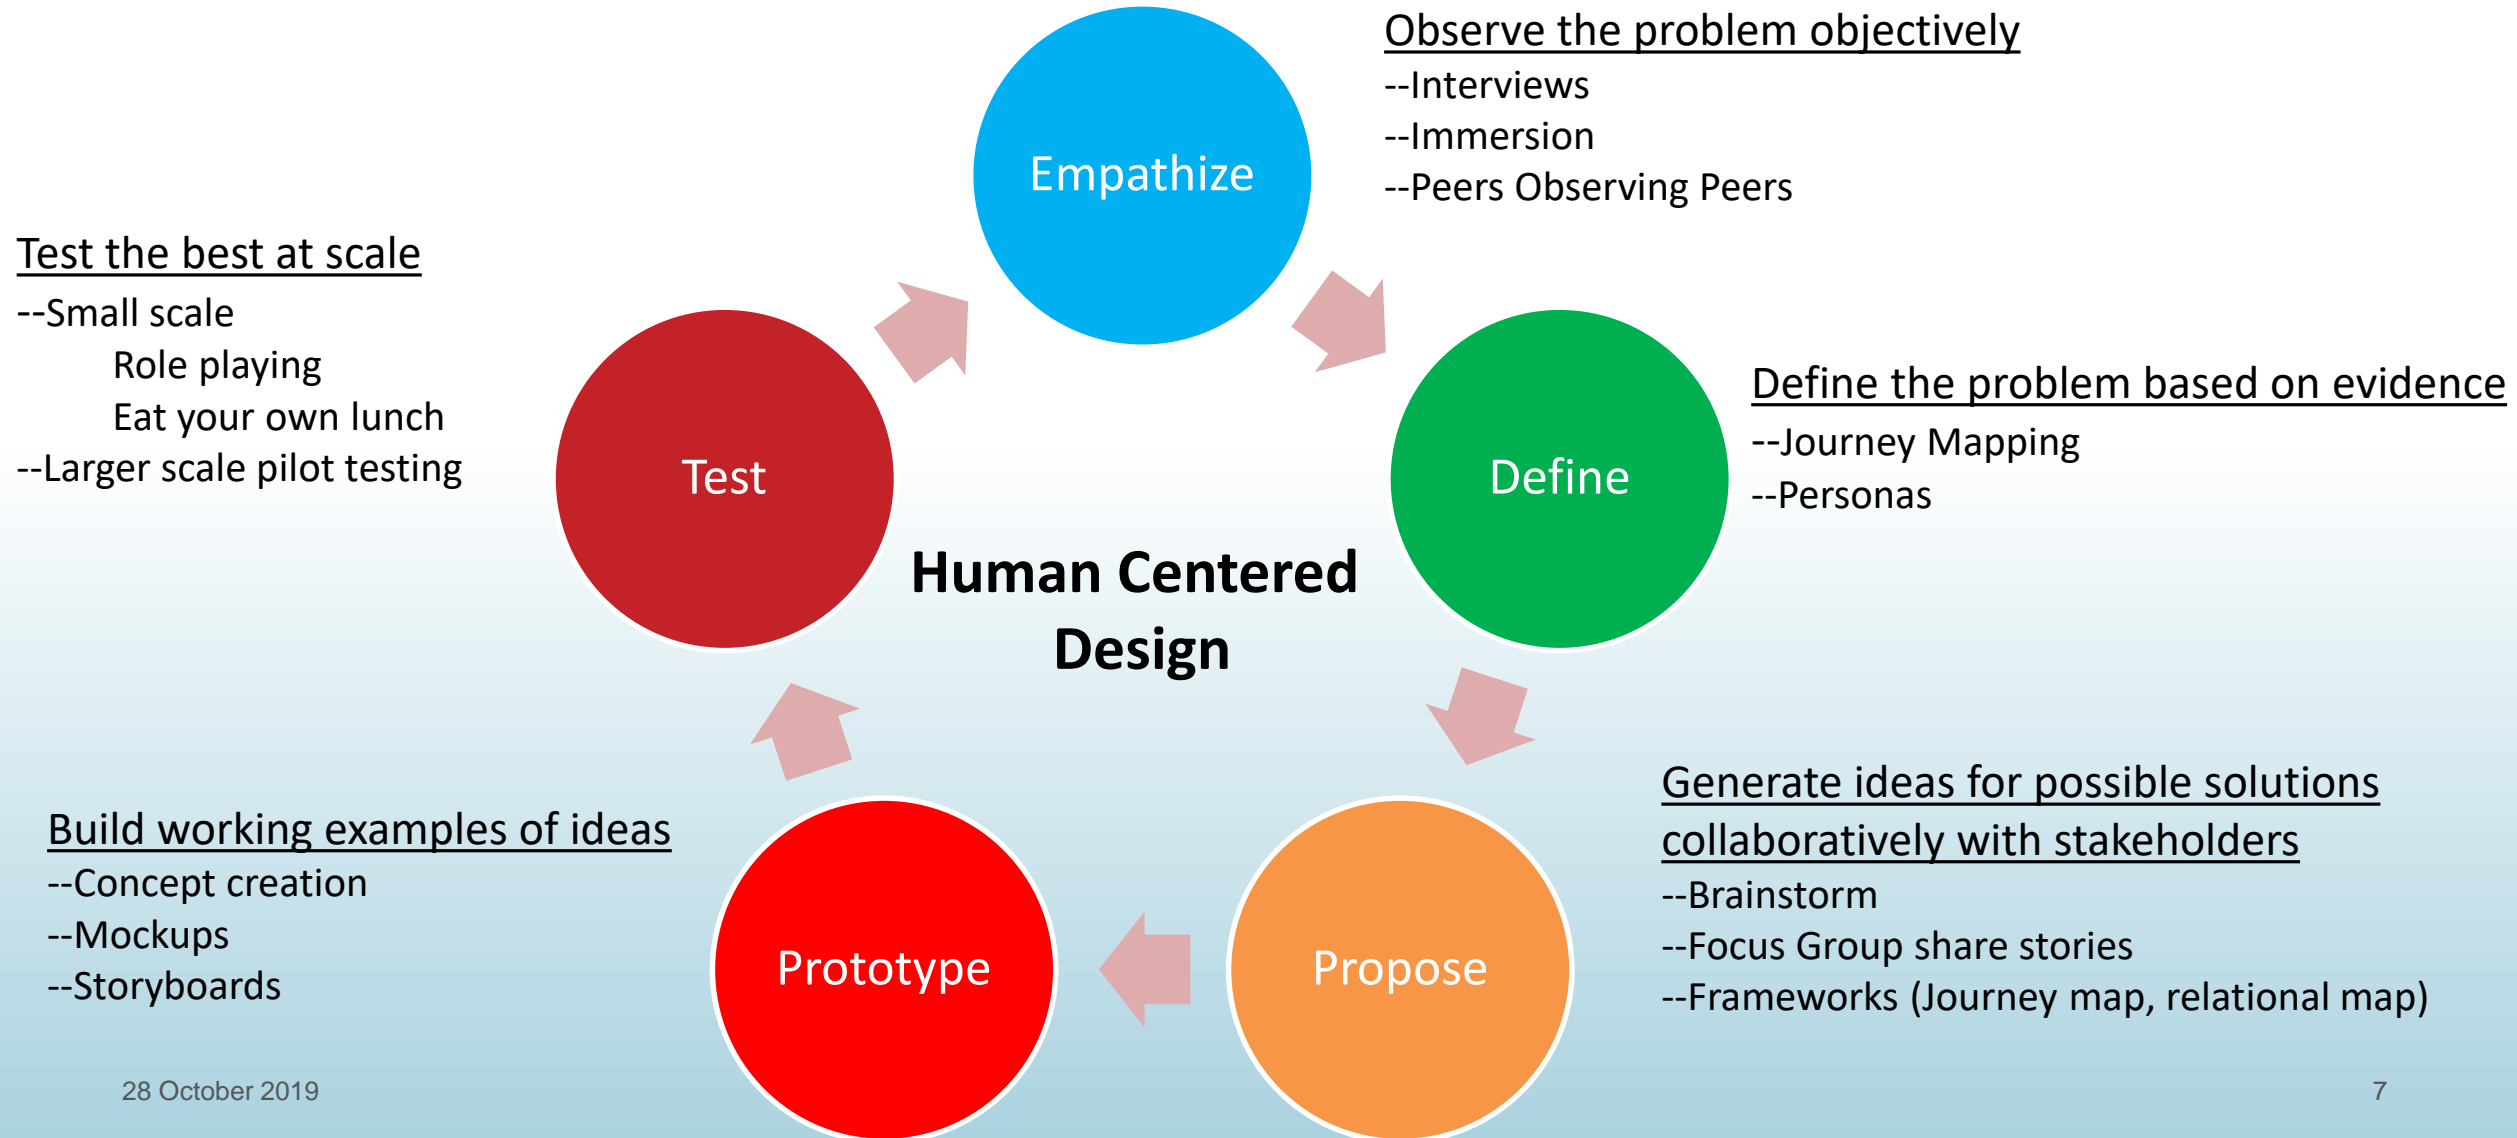 Empathize
Observe the problem objectively
--Interviews
--Immersion
--Peers Observing Peers
Define
Define the problem based on evidence
--Journey Mapping
--Personas
Propose
Generate ideas for possible solutions
collaboratively with stakeholders
--Brainstorm
--Focus Group share stories
--Frameworks (Journey map, relational map)
Prototype
Build working examples of ideas
--Concept creation
--Mockups
--Storyboards
Test
Test the best at scale
--Small scale
Role playing
Eat your own lunch
--Larger scale pilot testing
Human Centered
Design
28 October 2019
7